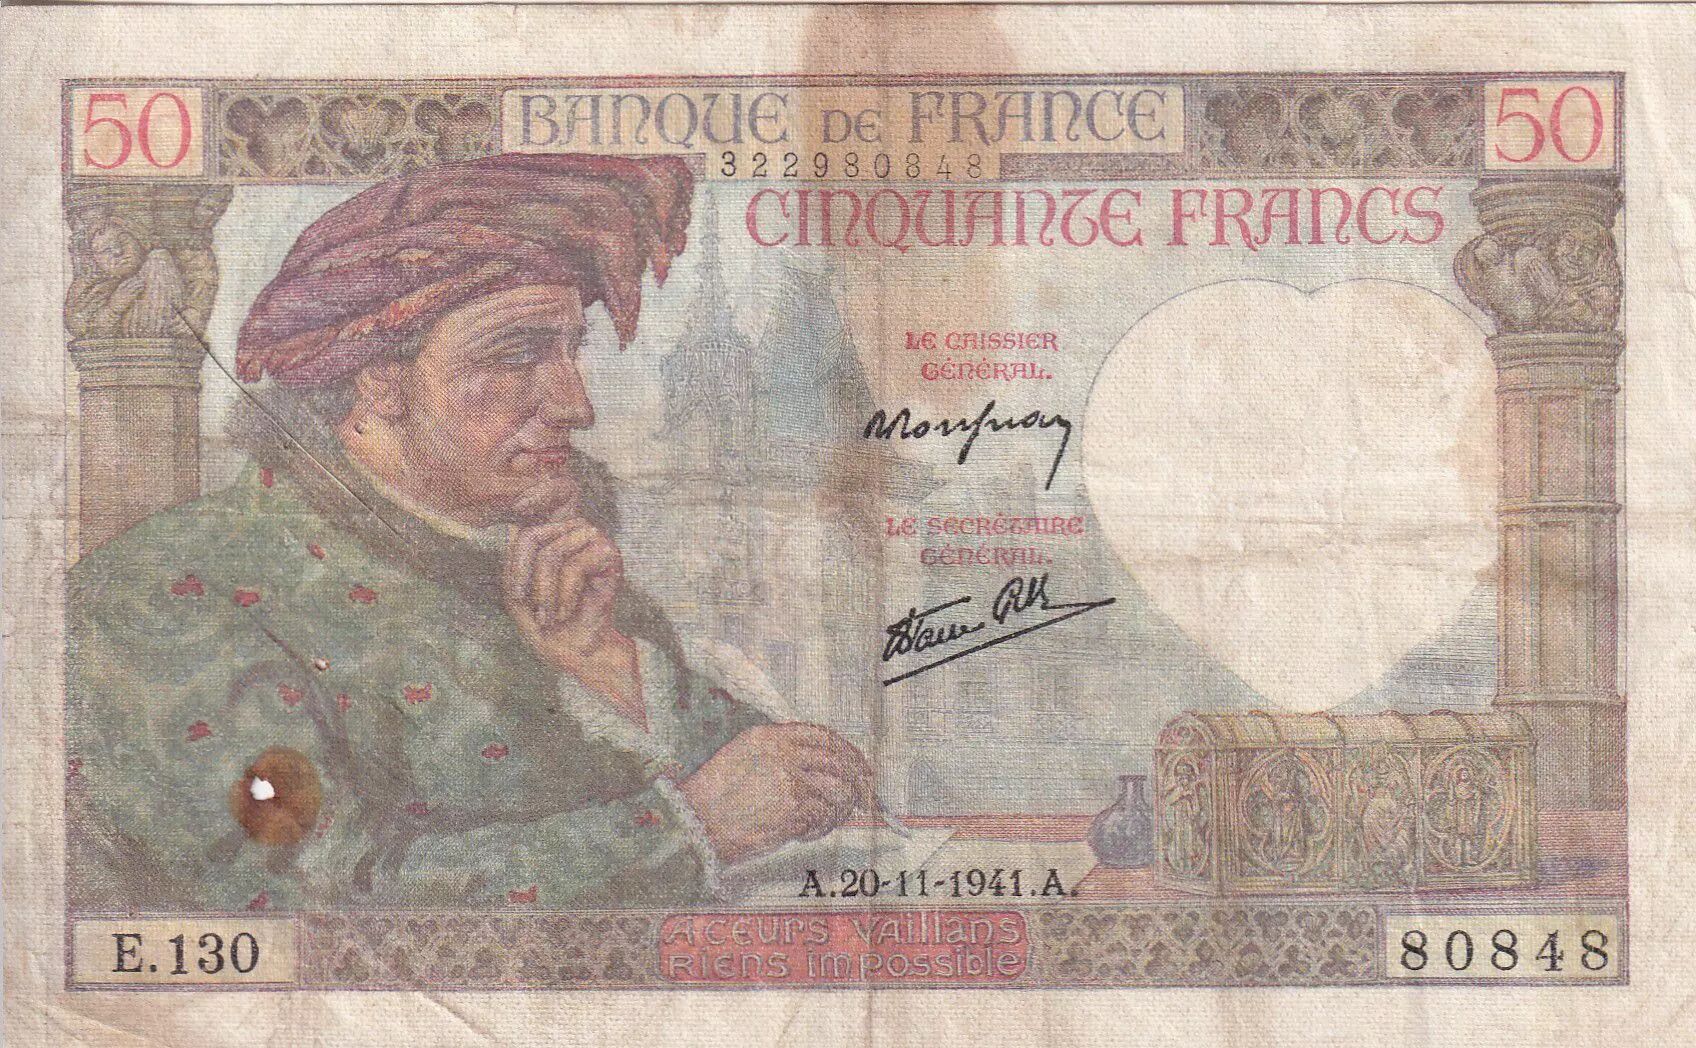 50
BANQUE DE FRANCE
50
322980848
CINQUANTE FRANCS
LE CAISSIER
GÉNÉRAL.
LE SECRÉTAIRE
GÉNÉRAL.
A.20-11-1941.A.
E.130
A CEURS VAILLANS
RIENS IMPOSSIBLE
80848